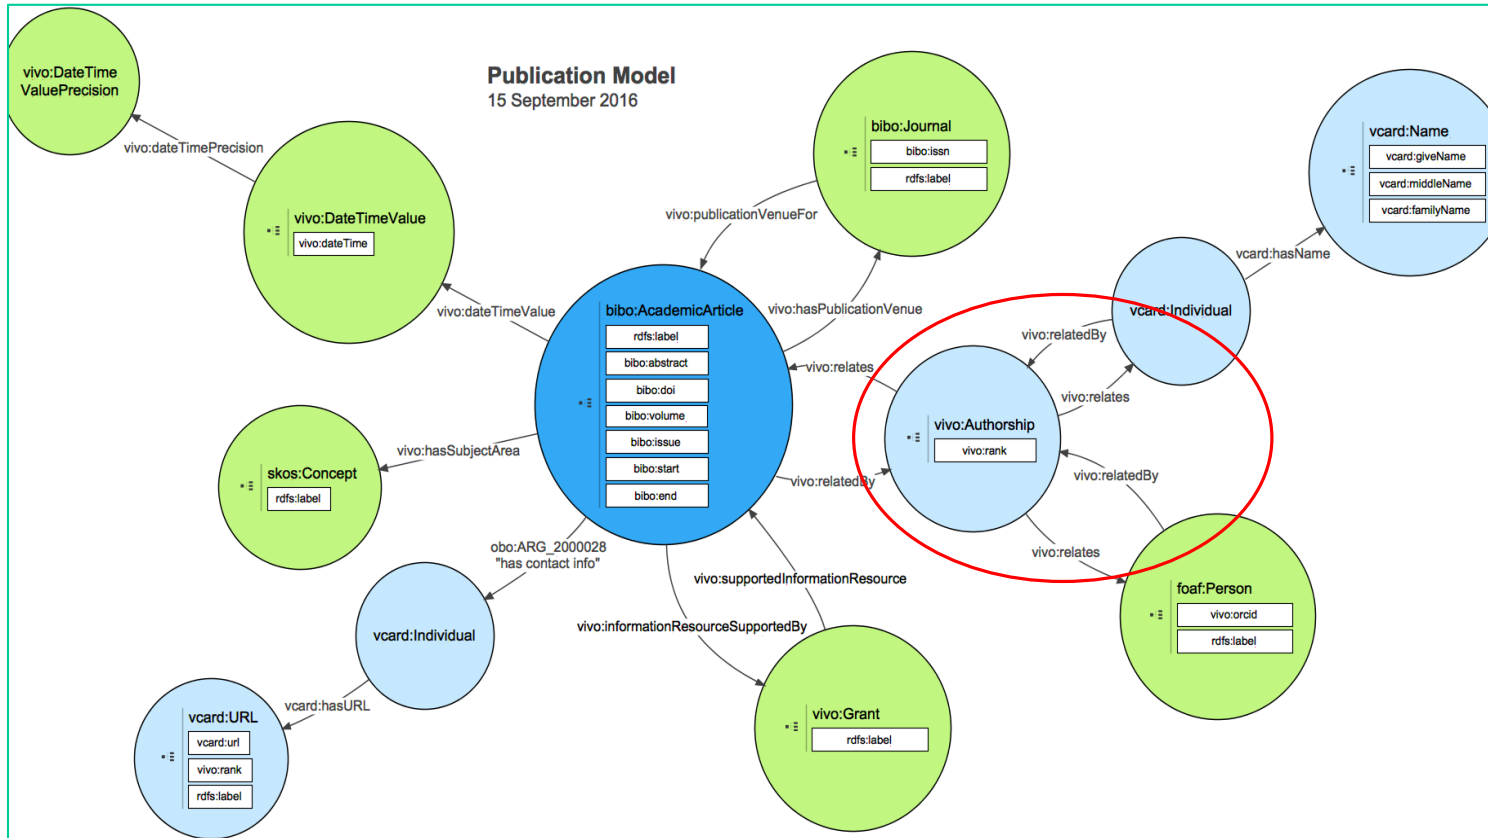 Publication Model
15 September 2016
vivo:DateTime
ValuePrecision
vivo:dateTimePrecision
vivo:DateTimeValue
vivo:dateTime
vivo:dateTimeValue
bibo:Journal
bibo:issn
rdfs:label
vivo:publicationVenueFor
vivo:hasPublicationVenue
vcard:Name
vcard:giveName
vcard:middleName
vcard:familyName
vcard:hasName
vcard:Individual
vivo:relatedBy
vivo:relates
bibo:AcademicArticle
rdfs:label
bibo:abstract
bibo:doi
bibo:volume
bibo:issue
bibo:start
bibo:end
vivo:relates
vivo:relatedBy
vivo:Authorship
vivo:rank
vivo:relatedBy
vivo:relates
foaf:Person
vivo:orcid
rdfs:label
vivo:hasSubjectArea
skos:Concept
rdfs:label
obo:ARG_2000028
"has contact info"
vcard:Individual
vcard:hasURL
vcard:URL
vcard:url
vivo:rank
rdfs:label
vivo:supportedInformationResource
vivo:informationResourceSupportedBy
vivo:Grant
rdfs:label